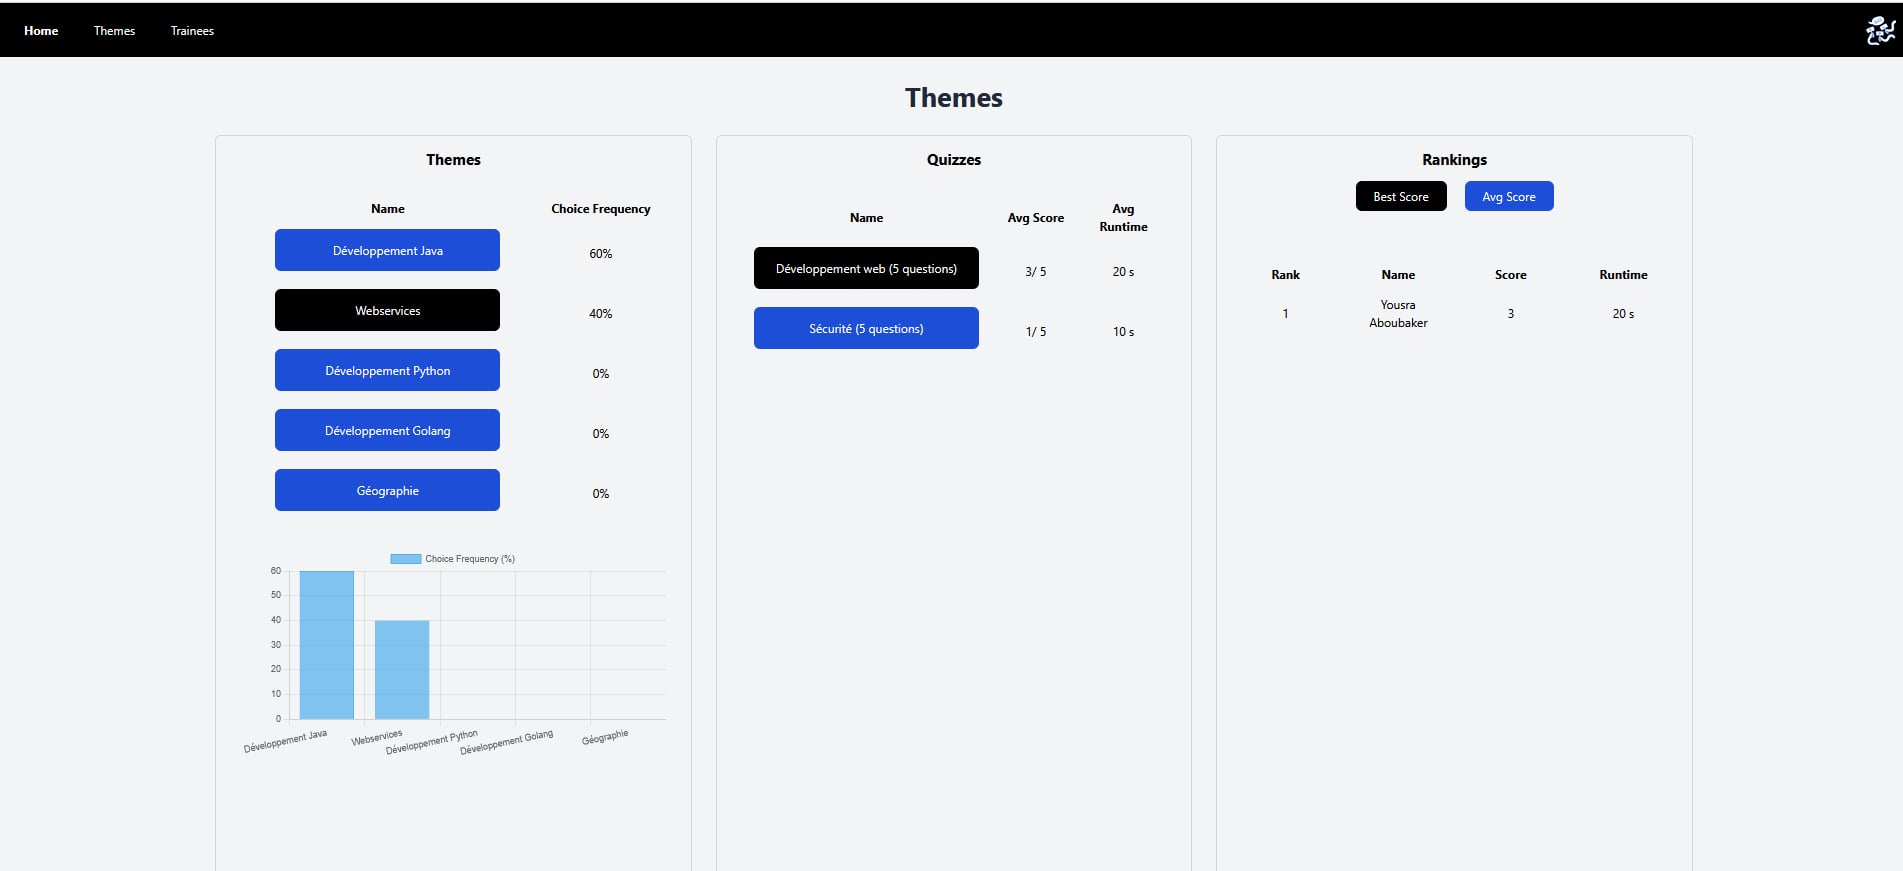 Home Themes Trainees
Themes
Themes
Name Choice Frequency
Développement Java 60%
Webservices 40%
Développement Python 0%
Développement Golang 0%
Géographie 0%
Choice Frequency (%)
60
50
40
30
20
10
0
Développement Java
Webservices
Développement Python
Développement Golang
Géographie
Quizzes
Name Avg Score Avg
Runtime
Développement web (5 questions) 3/ 5 20 s
Sécurité (5 questions) 1/ 5 10 s
Rankings
Best Score Avg Score
Rank Name Score Runtime
1 Yousra
Aboubaker 3 20 s